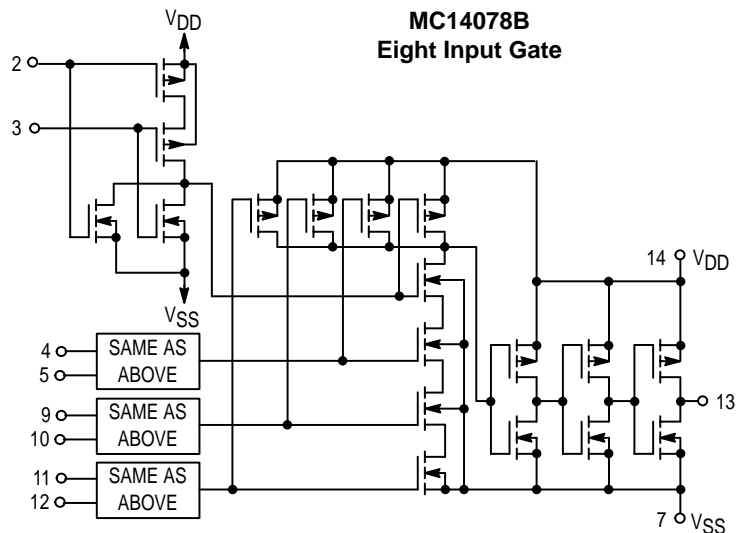 MC14078B
Eight Input Gate
VDD
2
3
VSS
14 VDD
4
5
SAME AS
ABOVE
13
9
10
SAME AS
ABOVE
11
12
SAME AS
ABOVE
7 VSS